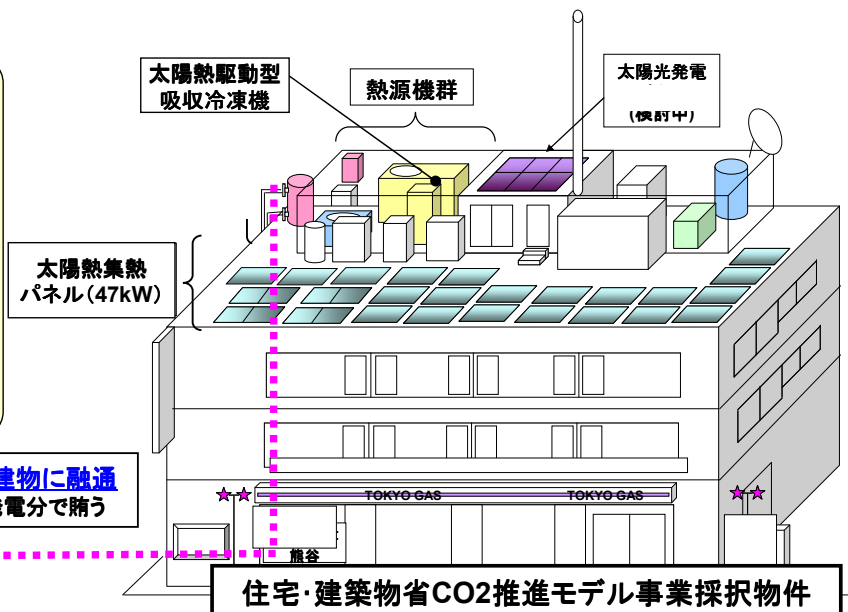 太陽熱駆動型
吸収冷凍機
熱源機群
太陽光発電
(検討中)
太陽熱集熱
パネル(47kW)
建物に融通
電分で賄う
TOKYO GAS
TOKYO GAS
熊谷
住宅・建築物省CO2推進モデル事業採択物件